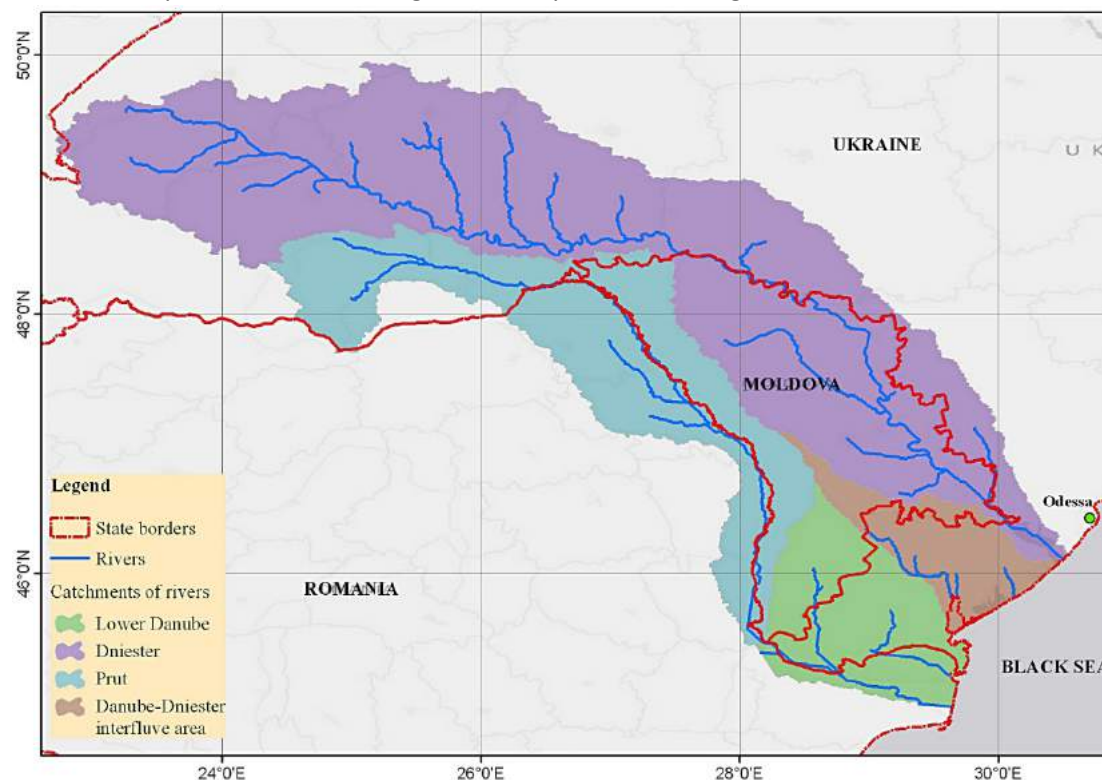 50°0'N
UKRAINE
U K
48°0'N
MOLDOVA
Legend
State borders
Rivers
Catchments of rivers
Lower Danube
Dniester
Prut
Danube-Dniester
interfluve area
Odessa
46°0'N
ROMANIA
BLACK SEA
24°0'E
26°0'E
28°0'E
30°0'E